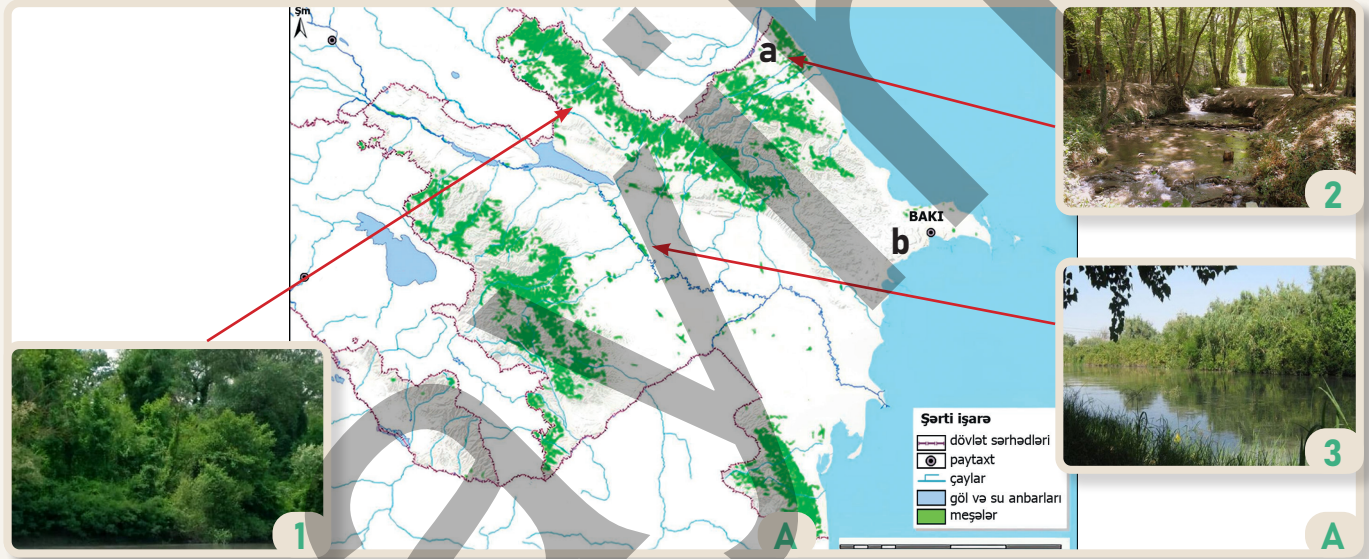 Şm
a
2
BAKI
b
3
Şərti işarə
dövlət sərhədləri
paytaxt
çaylar
göl və su anbarları
meşələr
1
A
A